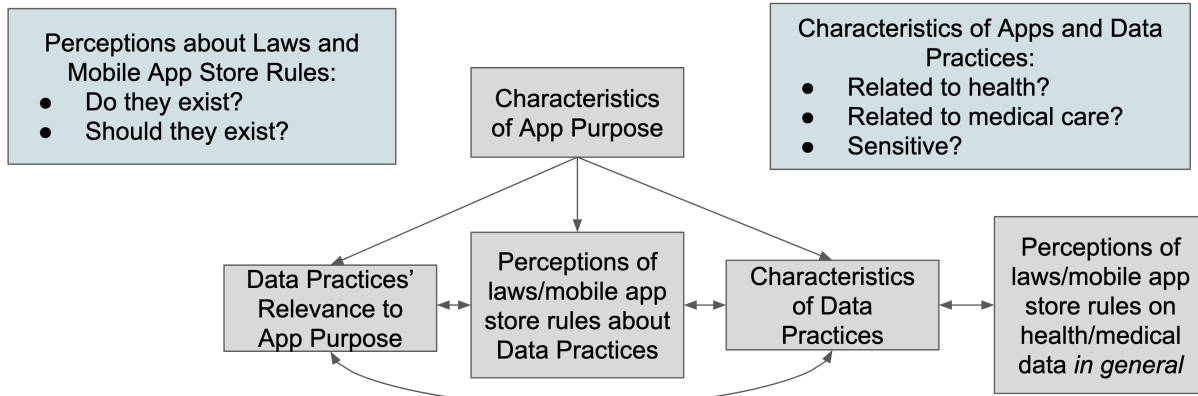 Perceptions about Laws and
Mobile App Store Rules:
● Do they exist?
● Should they exist?
Characteristics of Apps and Data
Practices:
● Related to health?
● Related to medical care?
● Sensitive?
Characteristics
of App Purpose
Data Practices’
Relevance to
App Purpose
Perceptions of
laws/mobile app
store rules about
Data Practices
Characteristics
of Data
Practices
Perceptions of
laws/mobile app
store rules on
health/medical
data in general